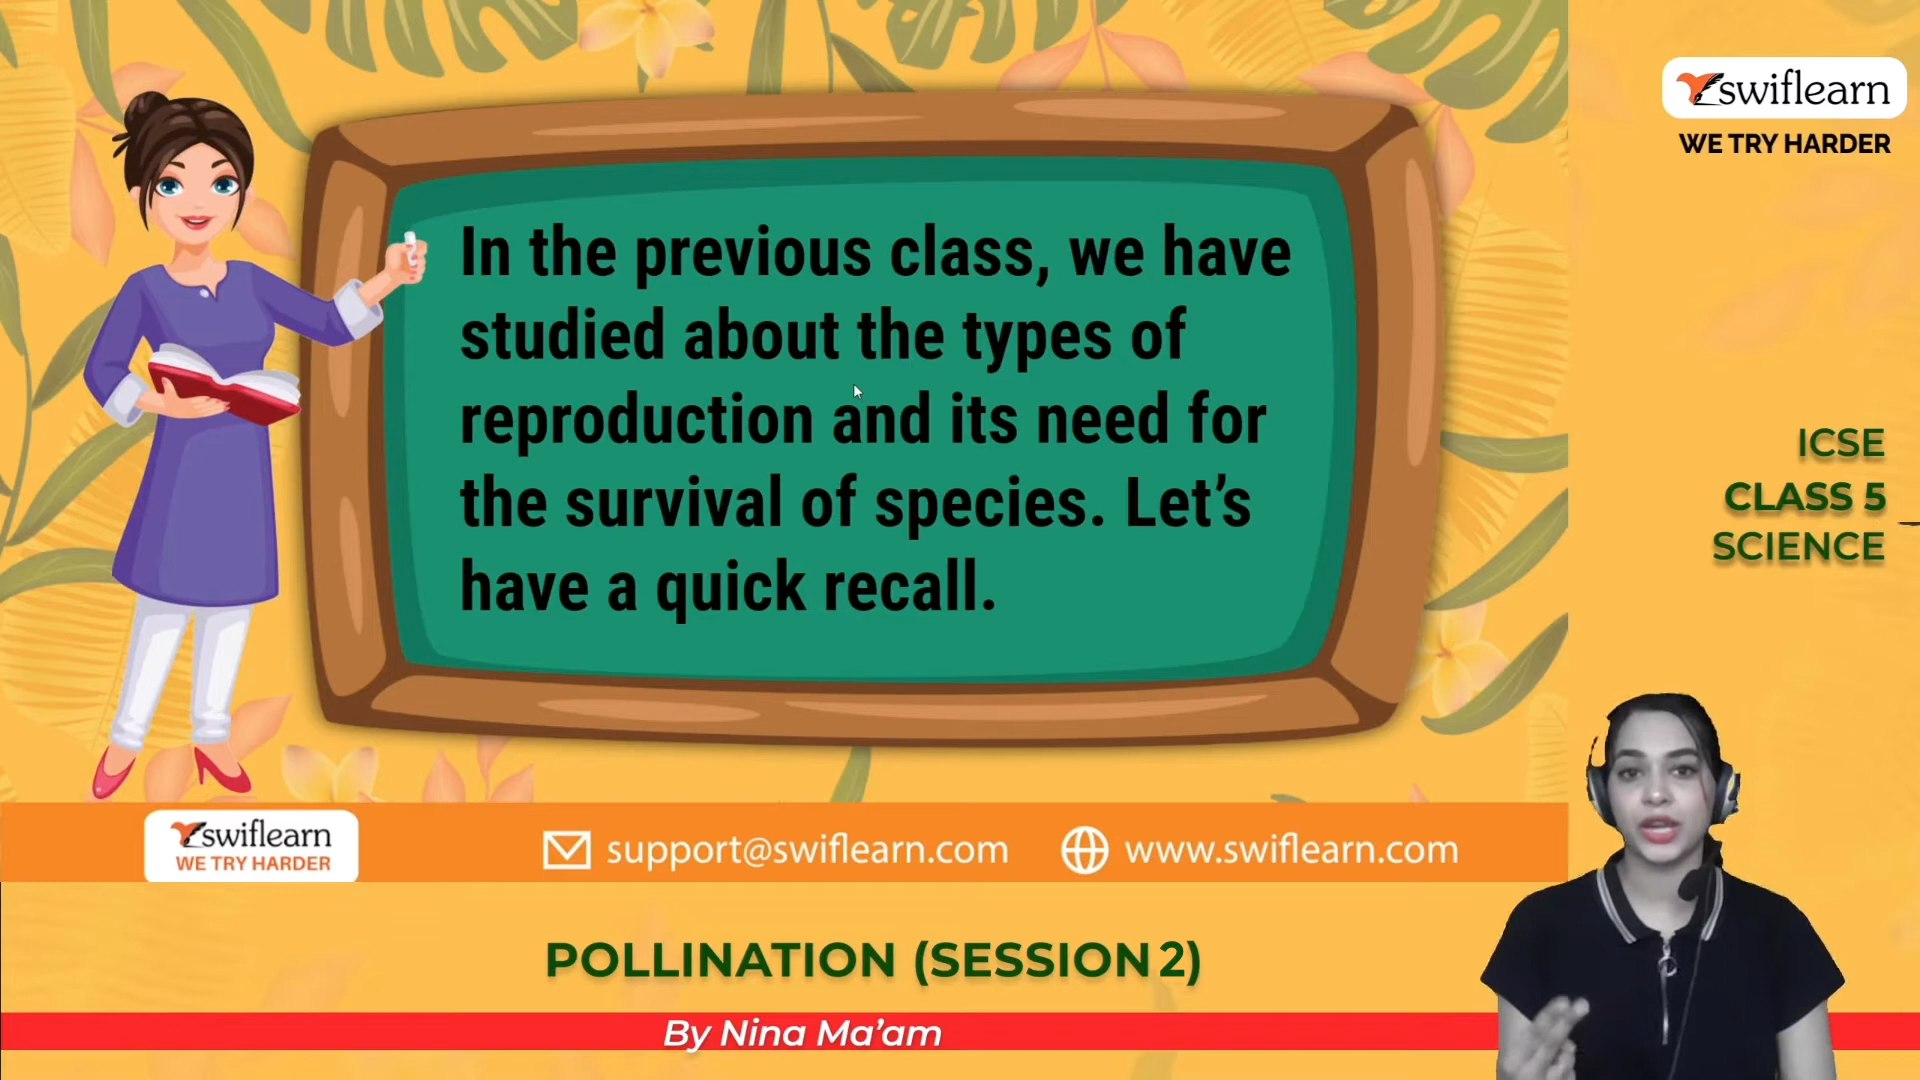 swiflearn
WE TRY HARDER
In the previous class, we have
studied about the types of
reproduction and its need for
the survival of species. Let’s
have a quick recall.
ICSE
CLASS 5
SCIENCE
swiflearn
WE TRY HARDER
support@swiflearn.com
www.swiflearn.com
POLLINATION (SESSION 2)
By Nina Ma’am